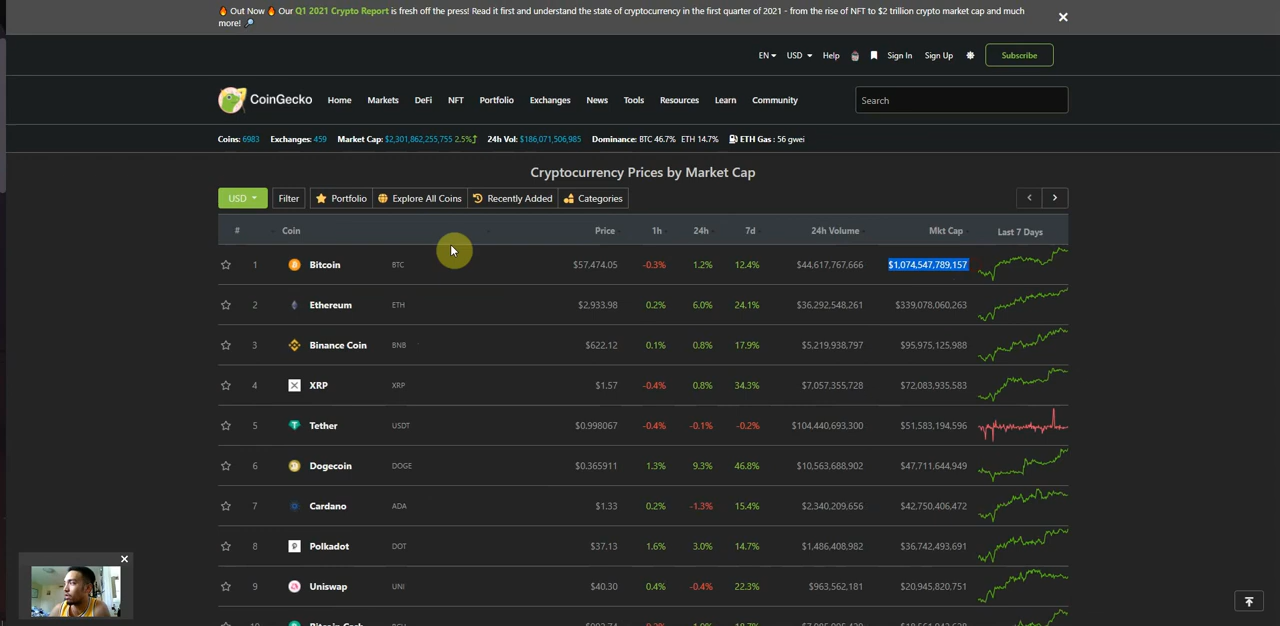 🔥 Out Now 🔥 Our Q1 2021 Crypto Report is fresh off the press! Read it first and understand the state of cryptocurrency in the first quarter of 2021 - from the rise of NFT to $2 trillion crypto market cap and much
more! 🔎
EN USD Help Sign In Sign Up Subscribe
CoinGecko Home Markets DeFi NFT Portfolio Exchanges News Tools Resources Learn Community Search
Coins: 6983 Exchanges: 459 Market Cap: $2,301,862,255,755 2.5% 24h Vol: $186,071,506,985 Dominance: BTC 46.7% ETH 14.7% ETH Gas : 56 gwei
Cryptocurrency Prices by Market Cap
USD Filter Portfolio Explore All Coins Recently Added Categories
# Coin Price 1h 24h 7d 24h Volume Mkt Cap Last 7 Days
1 Bitcoin BTC $57,474.05 -0.3% 1.2% 12.4% $44,617,767,666 $1,074,547,789,157
2 Ethereum ETH $2,933.98 0.2% 6.0% 24.1% $36,292,548,261 $339,078,060,263
3 Binance Coin BNB $622.12 0.1% 0.8% 17.9% $5,219,938,797 $95,975,125,988
4 XRP XRP $1.57 -0.4% 0.8% 34.3% $7,057,355,728 $72,083,935,583
5 Tether USDT $0.998067 -0.4% -0.1% -0.2% $104,440,693,300 $51,583,194,596
6 Dogecoin DOGE $0.365911 1.3% 9.3% 46.8% $10,563,688,902 $47,711,644,949
7 Cardano ADA $1.33 0.2% -1.3% 15.4% $2,340,209,656 $42,750,406,472
8 Polkadot DOT $37.13 1.6% 3.0% 14.7% $1,486,408,982 $36,742,493,691
9 Uniswap UNI $40.30 0.4% -0.4% 22.3% $963,562,181 $20,945,820,751